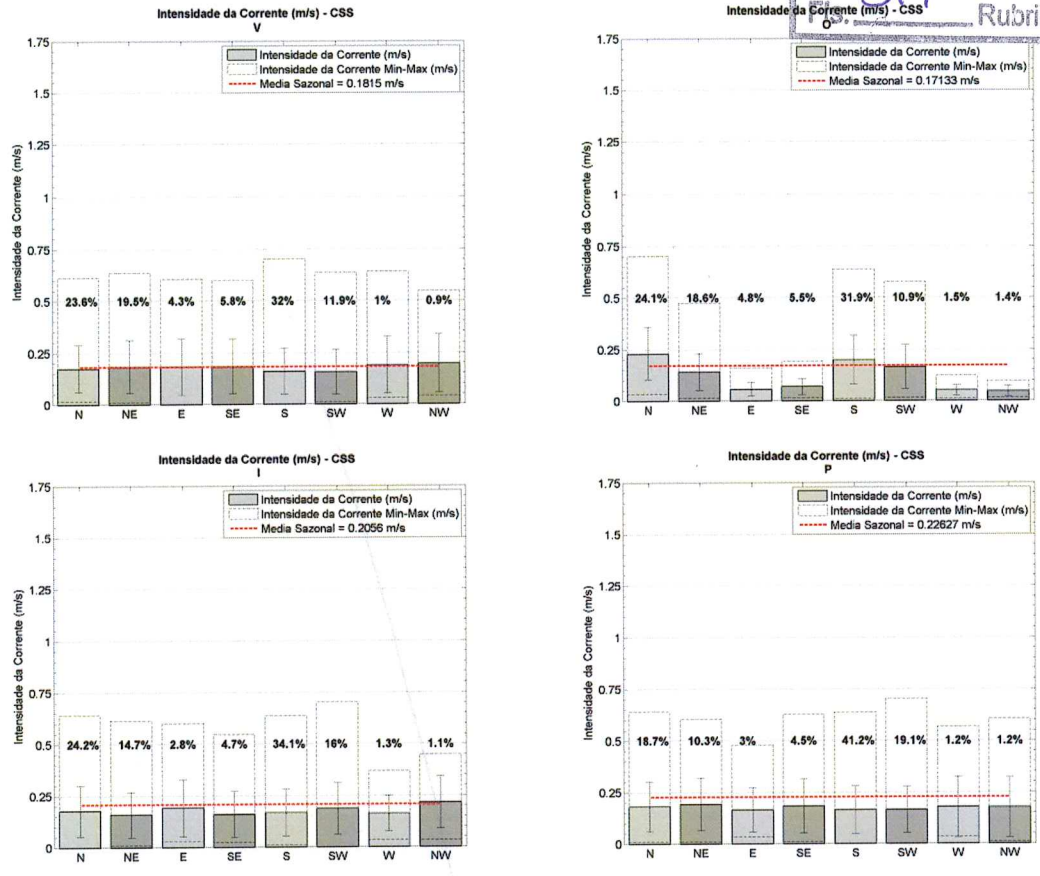 Intensidade da Corrente (m/s) - CSS
V
1.75
1.5
1.25
1
0.75
0.5
0.25
0
Intensidade da Corrente (m/s)
Intensidade da Corrente (m/s)
Intensidade da Corrente Min-Max (m/s)
Media Sazonal = 0.1815 m/s
23.6% 19.5% 4.3% 5.8% 32% 11.9% 1% 0.9%
N NE E SE S SW W NW
Intensidade da Corrente (m/s) - CSS
O
Fls. Rubri
1.75
1.5
1.25
1
0.75
0.5
0.25
0
Intensidade da Corrente (m/s)
Intensidade da Corrente (m/s)
Intensidade da Corrente Min-Max (m/s)
Media Sazonal = 0.17133 m/s
24.1% 18.6% 4.8% 5.5% 31.9% 10.9% 1.5% 1.4%
N NE E SE S SW W NW
Intensidade da Corrente (m/s) - CSS
I
1.75
1.5
1.25
1
0.75
0.5
0.25
0
Intensidade da Corrente (m/s)
Intensidade da Corrente (m/s)
Intensidade da Corrente Min-Max (m/s)
Media Sazonal = 0.2056 m/s
24.2% 14.7% 2.8% 4.7% 34.1% 16% 1.3% 1.1%
N NE E SE S SW W NW
Intensidade da Corrente (m/s) - CSS
P
1.75
1.5
1.25
1
0.75
0.5
0.25
0
Intensidade da Corrente (m/s)
Intensidade da Corrente (m/s)
Intensidade da Corrente Min-Max (m/s)
Media Sazonal = 0.22627 m/s
18.7% 10.3% 3% 4.5% 41.2% 19.1% 1.2% 1.2%
N NE E SE S SW W NW